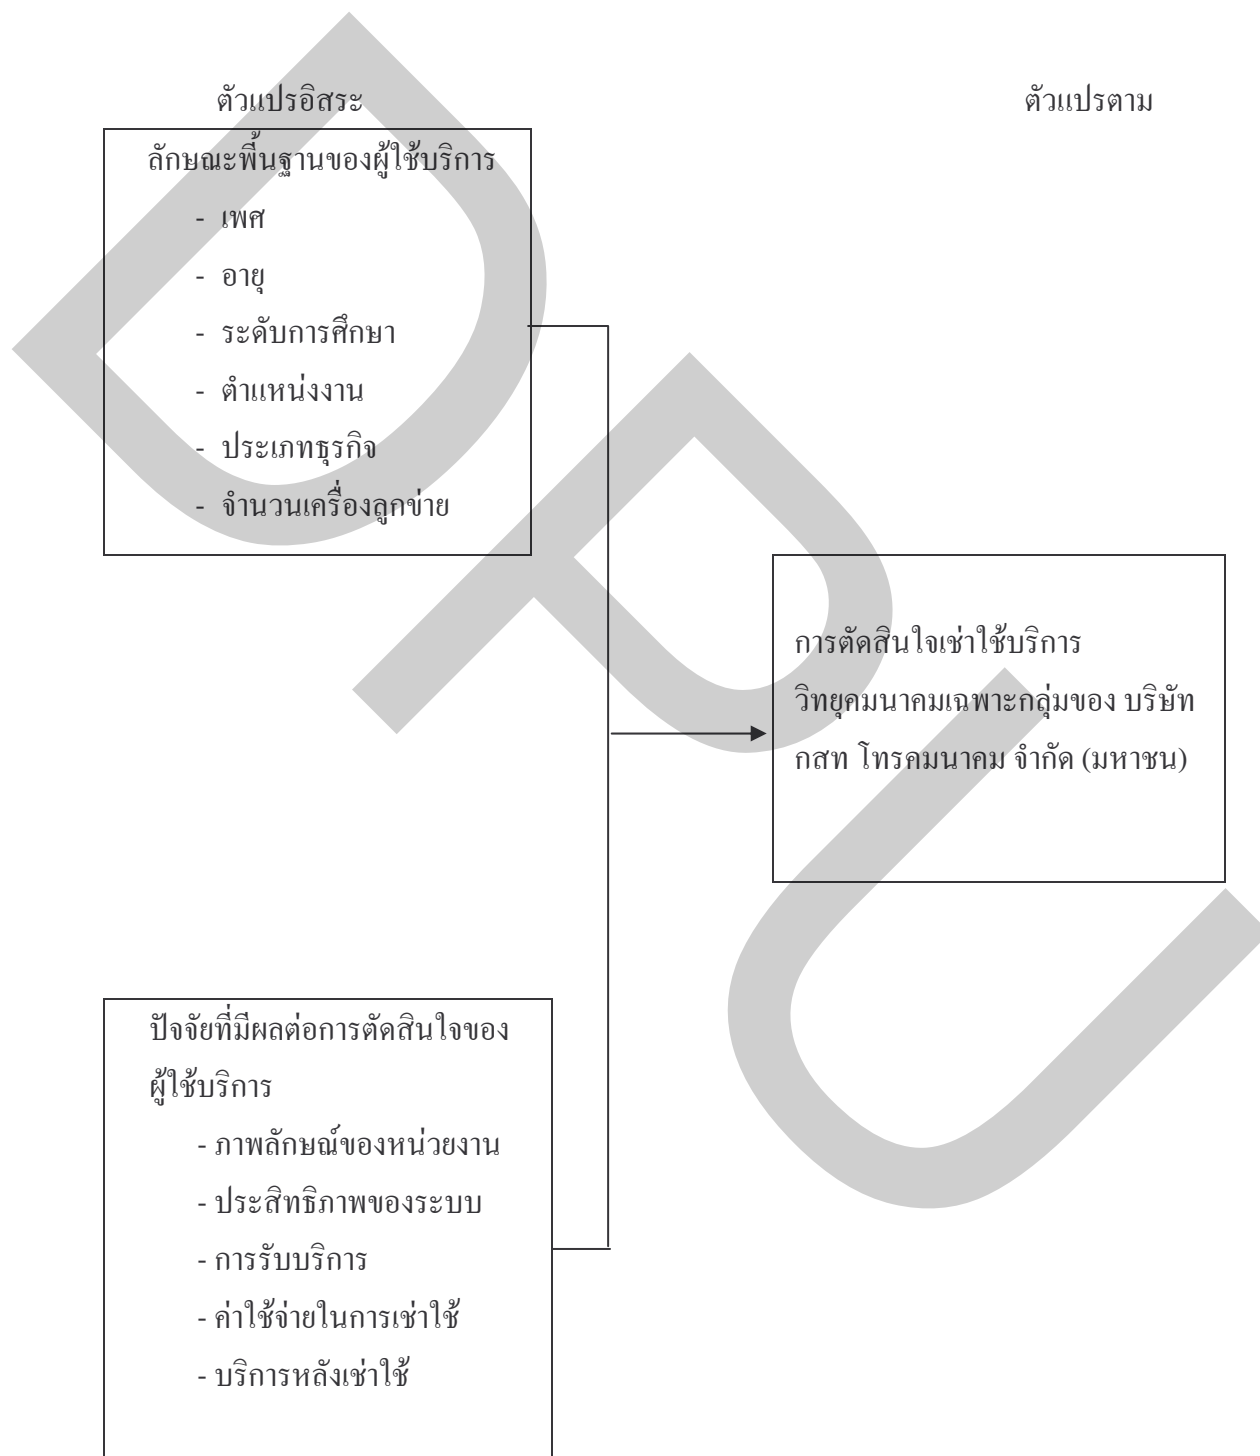 ตัวแปรอิสระ
ตัวแปรตาม
ลักษณะพื้นฐานของผู้ใช้บริการ
- เพศ
- อายุ
- ระดับการศึกษา
- ตำแหน่งงาน
- ประเภทธุรกิจ
- จำนวนเครื่องลูกข่าย
การตัดสินใจเช่าใช้บริการ
วิทยุคมนาคมเฉพาะกลุ่มของ บริษัท
กสท โทรคมนาคม จำกัด (มหาชน)
ปัจจัยที่มีผลต่อการตัดสินใจของ
ผู้ใช้บริการ
- ภาพลักษณ์ของหน่วยงาน
- ประสิทธิภาพของระบบ
- การรับบริการ
- ค่าใช้จ่ายในการเช่าใช้
- บริการหลังเช่าใช้
DPU